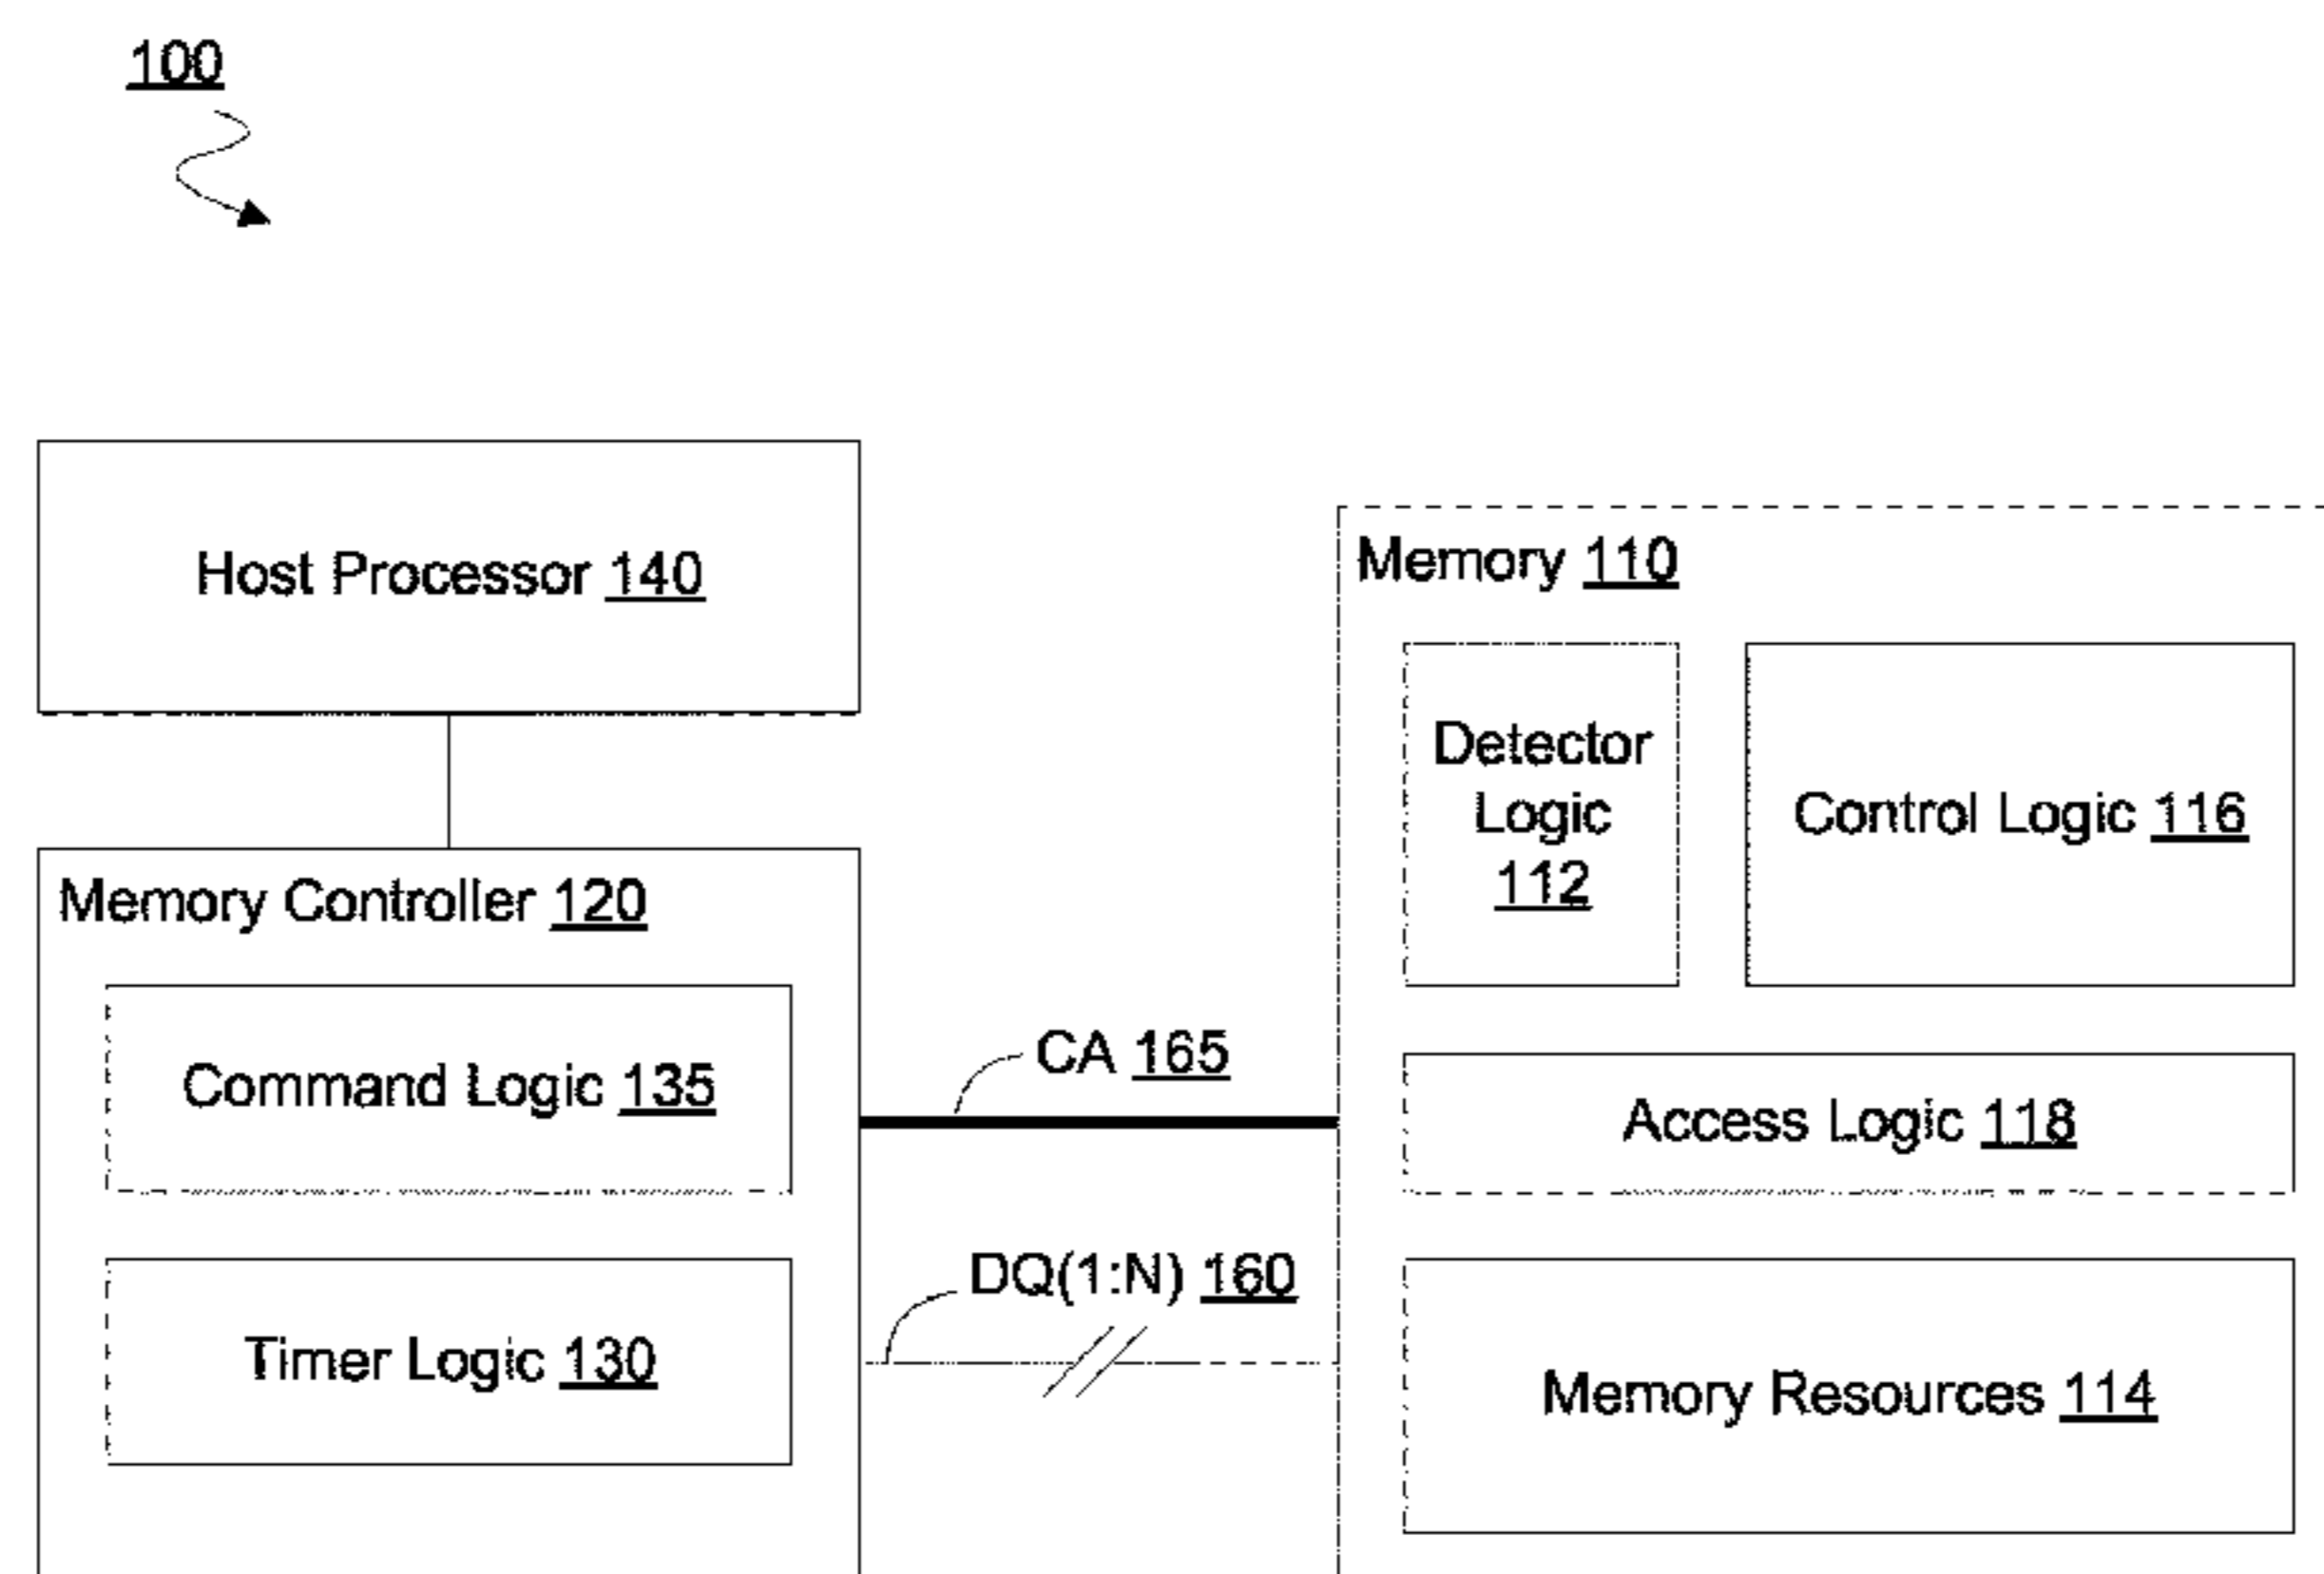 100
Host Processor 140
Memory Controller 120
Command Logic 135
Timer Logic 130
CA 165
DQ(1:N) 160
Memory 110
Detector
Logic
112
Control Logic 116
Access Logic 118
Memory Resources 114